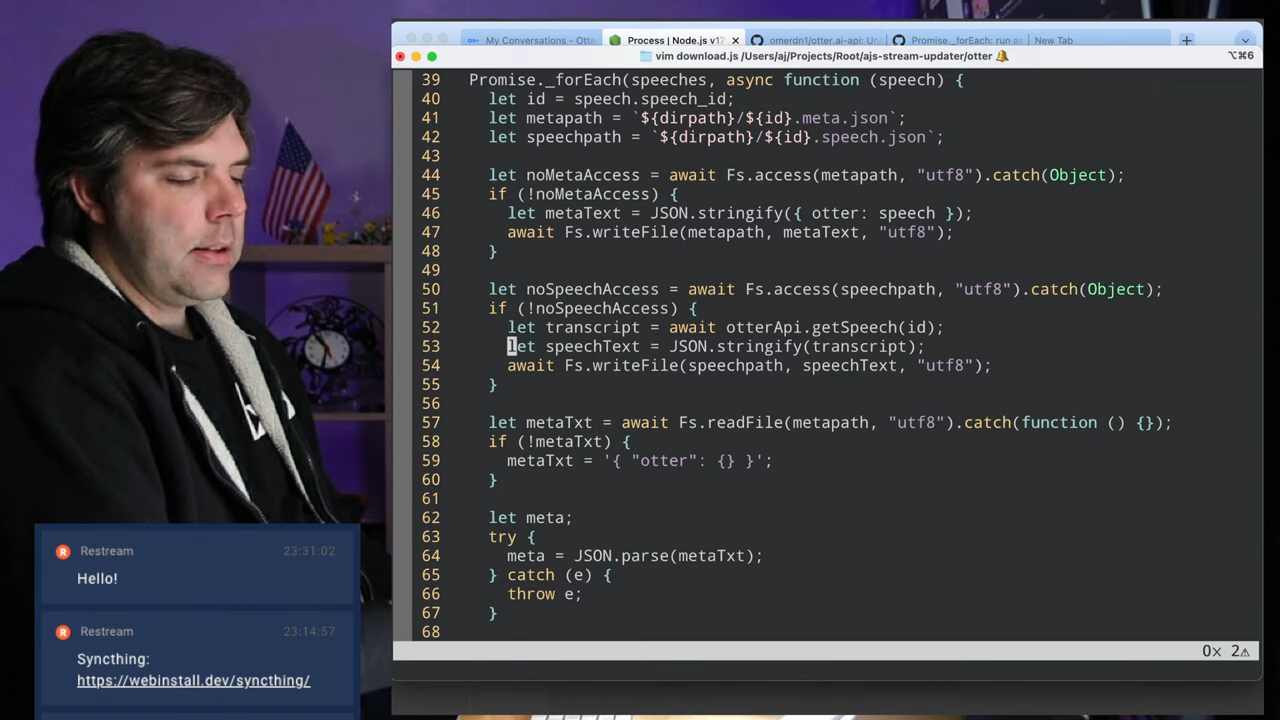 My Conversations - Otte
Process | Node.js v17
omerdn1/otter.ai-api: Un
Promise._forEach: run as
New Tab
vim download.js /Users/aj/Projects/Root/ajs-stream-updater/otter
⌥⌘6
39 Promise._forEach(speeches, async function (speech) {
40 let id = speech.speech_id;
41 let metapath = `${dirpath}/${id}.meta.json`;
42 let speechpath = `${dirpath}/${id}.speech.json`;
43
44 let noMetaAccess = await Fs.access(metapath, "utf8").catch(Object);
45 if (!noMetaAccess) {
46 let metaText = JSON.stringify({ otter: speech });
47 await Fs.writeFile(metapath, metaText, "utf8");
48 }
49
50 let noSpeechAccess = await Fs.access(speechpath, "utf8").catch(Object);
51 if (!noSpeechAccess) {
52 let transcript = await otterApi.getSpeech(id);
53 let speechText = JSON.stringify(transcript);
54 await Fs.writeFile(speechpath, speechText, "utf8");
55 }
56
57 let metaTxt = await Fs.readFile(metapath, "utf8").catch(function () {});
58 if (!metaTxt) {
59 metaTxt = '{ "otter": {} }';
60 }
61
62 let meta;
63 try {
64 meta = JSON.parse(metaTxt);
65 } catch (e) {
66 throw e;
67 }
68
0× 2⚠
Restream 23:31:02
Hello!
Restream 23:14:57
Syncthing:
https://webinstall.dev/syncthing/